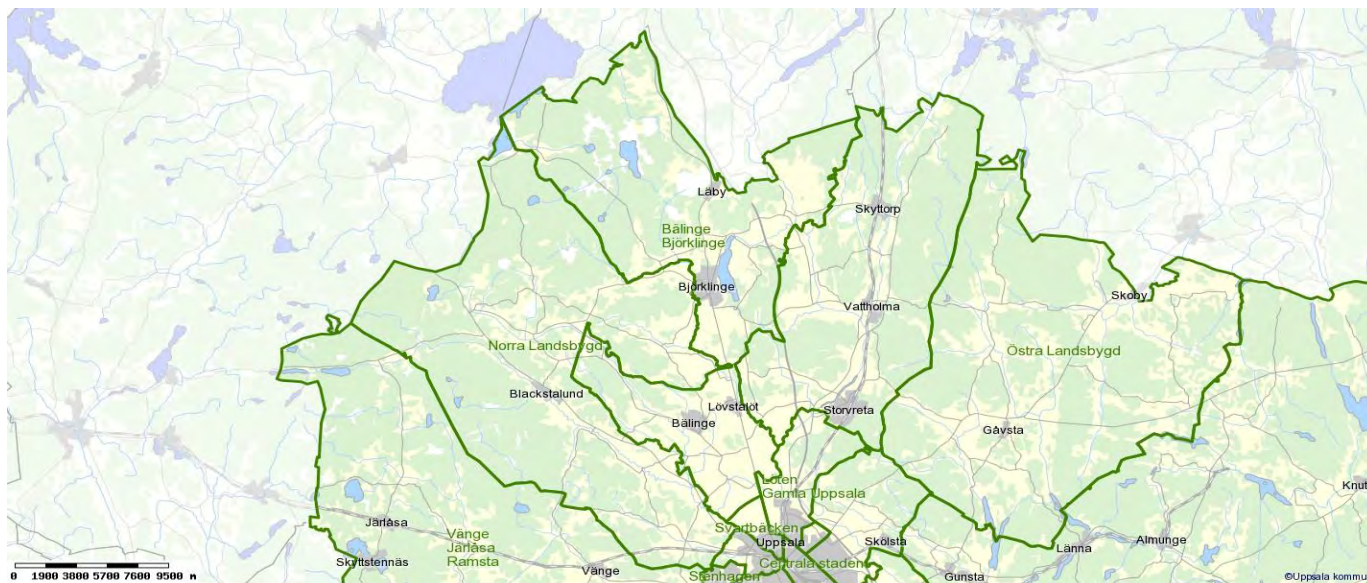 Läby
Skyttorp
Bälinge
Björklinge
Björklinge
Skoby
Vattholma
Norra Landsbygd
Östra Landsbygd
Blackstalund
Lövstalöt
Storvreta
Bälinge
Gåvsta
Löten
Gamla Uppsala
Knut
Järlåsa
Vänge
Järlåsa
Ramsta
Svartbäcken
Uppsala
Skölsta
Länna
Almunge
Skyttstennäs
Vänge
Centrala staden
Stenhagen
Gunsta
0 1900 3800 5700 7600 9500 m
©Uppsala kommu